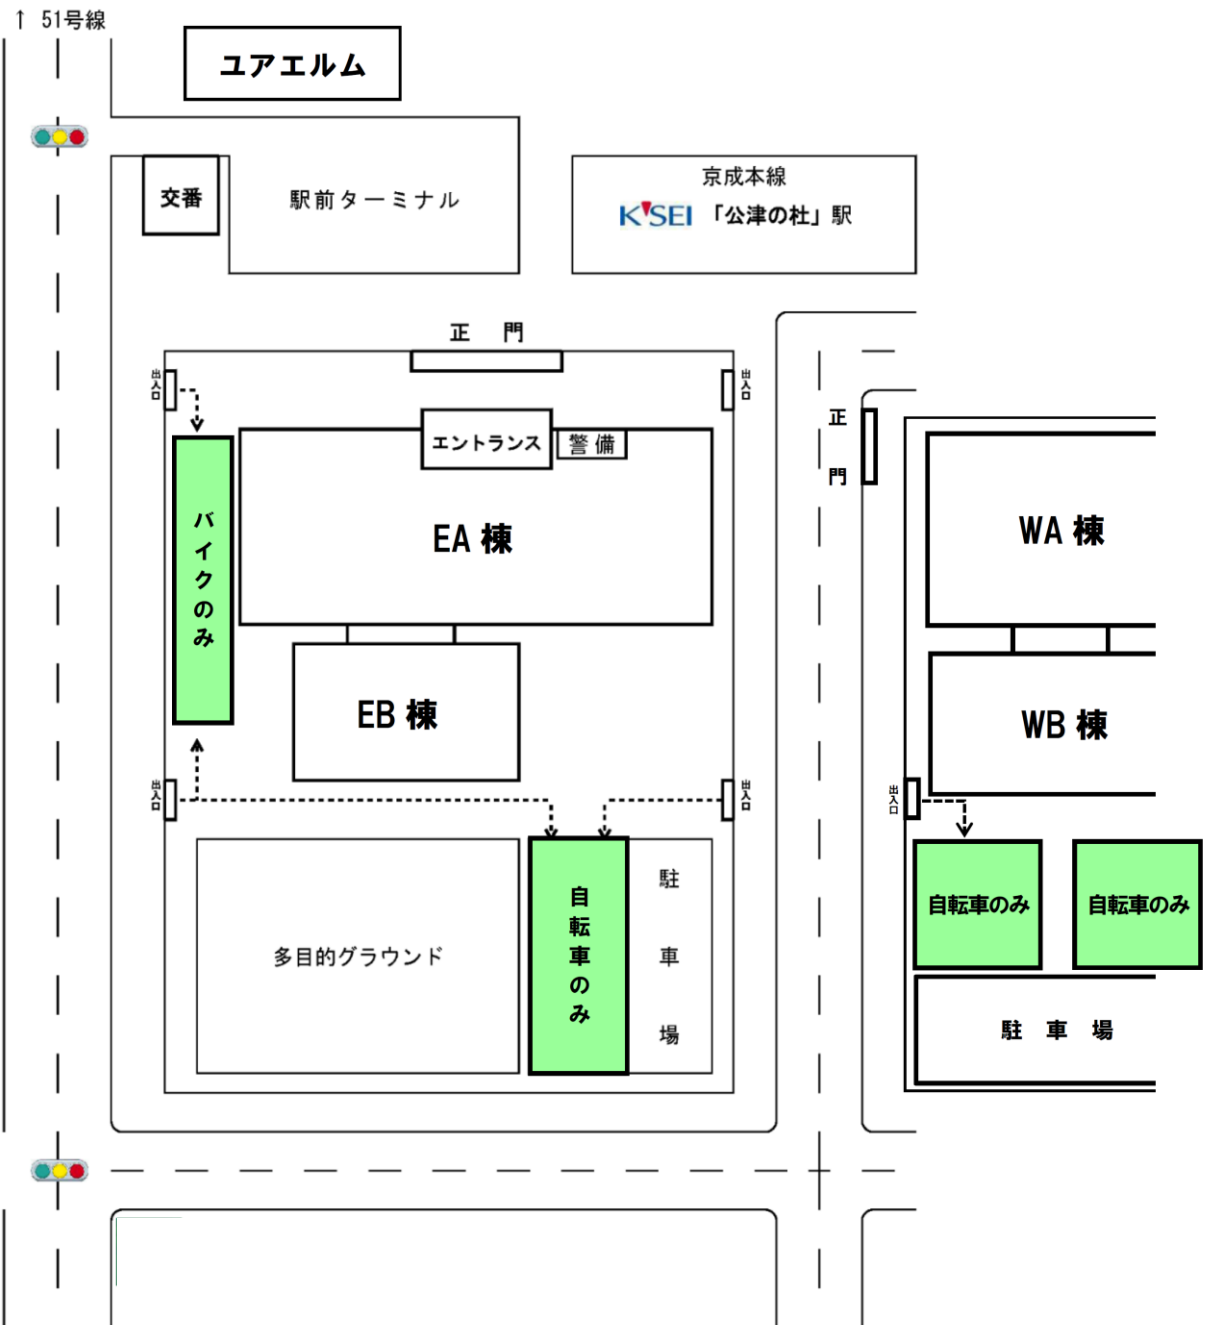 ↑ 51号線
ユアエルム
交番
駅前ターミナル
京成本線
K'SEI 「公津の杜」駅
正 門
出入口
出入口
エントランス
警備
正門
バイクのみ
EA 棟
WA 棟
EB 棟
WB 棟
出入口
出入口
出入口
多目的グラウンド
自転車のみ
駐車場
自転車のみ
自転車のみ
駐 車 場